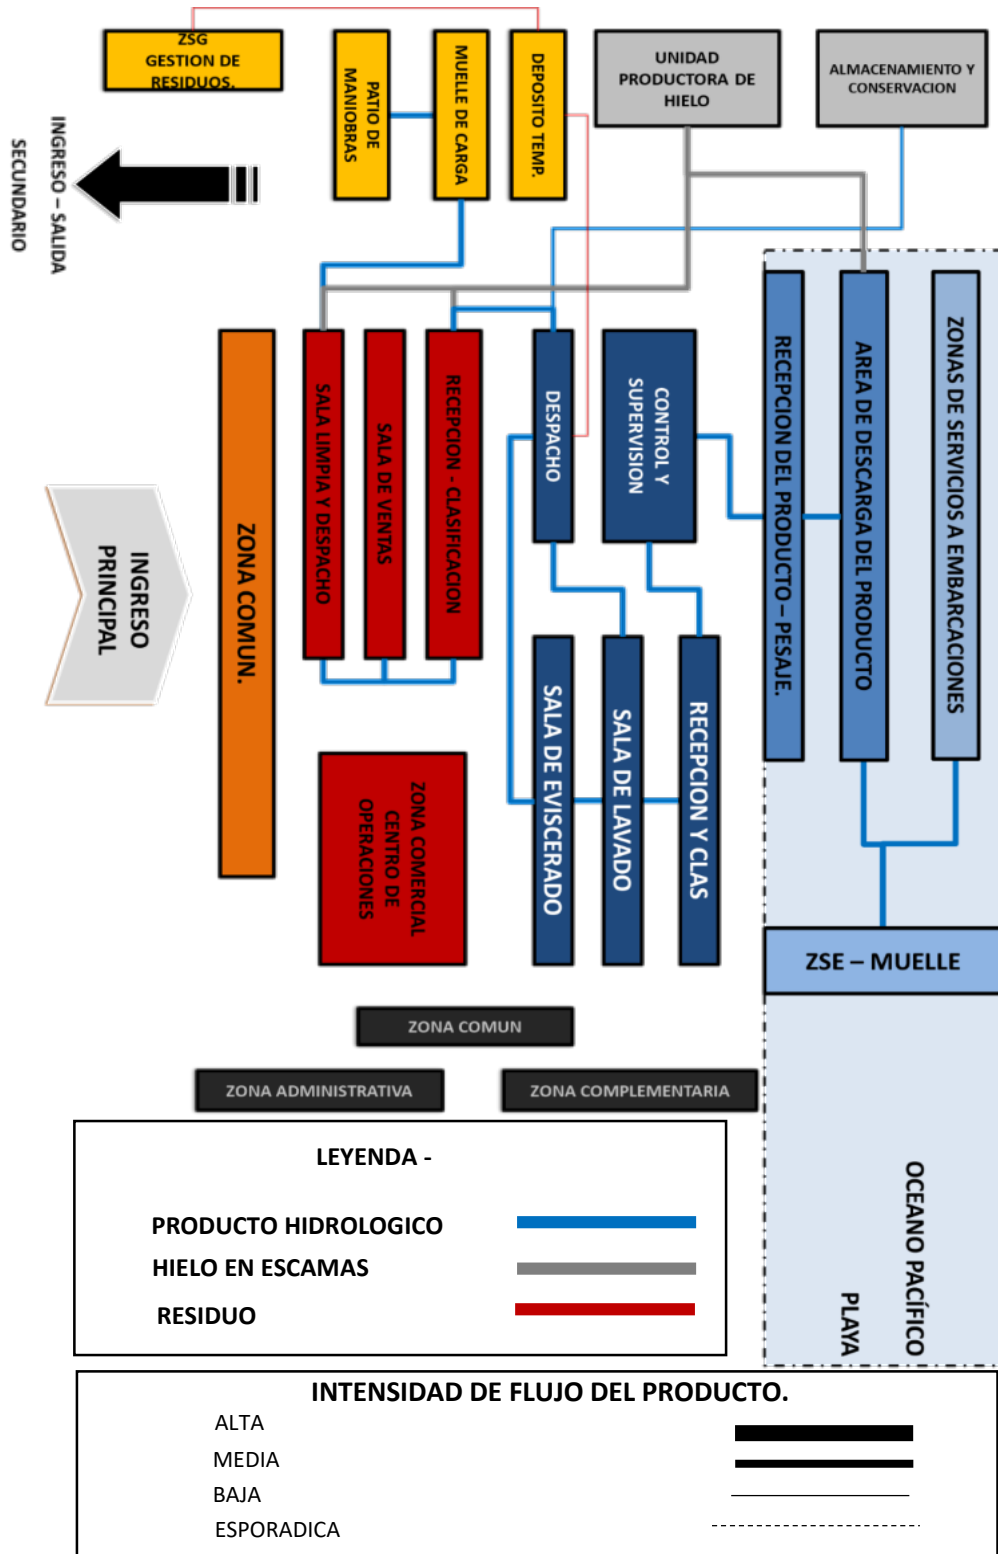 ZSG
GESTION DE
RESIDUOS.
PATIO DE
MANIOBRAS
MUELLE DE CARGA
DEPOSITO TEMP.
UNIDAD
PRODUCTORA DE
HIELO
ALMACENAMIENTO Y
CONSERVACION
INGRESO – SALIDA
SECUNDARIO
INGRESO
PRINCIPAL
ZONA COMUN.
SALA LIMPIA Y DESPACHO
SALA DE VENTAS
RECEPCION - CLASIFICACION
DESPACHO
CONTROL Y
SUPERVISION
RECEPCION DEL PRODUCTO – PESAJE.
AREA DE DESCARGA DEL PRODUCTO
ZONAS DE SERVICIOS A EMBARCACIONES
SALA DE EVISCERADO
SALA DE LAVADO
RECEPCION Y CLAS
ZONA COMERCIAL
CENTRO DE
OPERACIONES
ZSE – MUELLE
ZONA COMUN
ZONA ADMINISTRATIVA
ZONA COMPLEMENTARIA
OCEANO PACÍFICO
PLAYA
LEYENDA -
PRODUCTO HIDROLOGICO
HIELO EN ESCAMAS
RESIDUO
INTENSIDAD DE FLUJO DEL PRODUCTO.
ALTA
MEDIA
BAJA
ESPORADICA